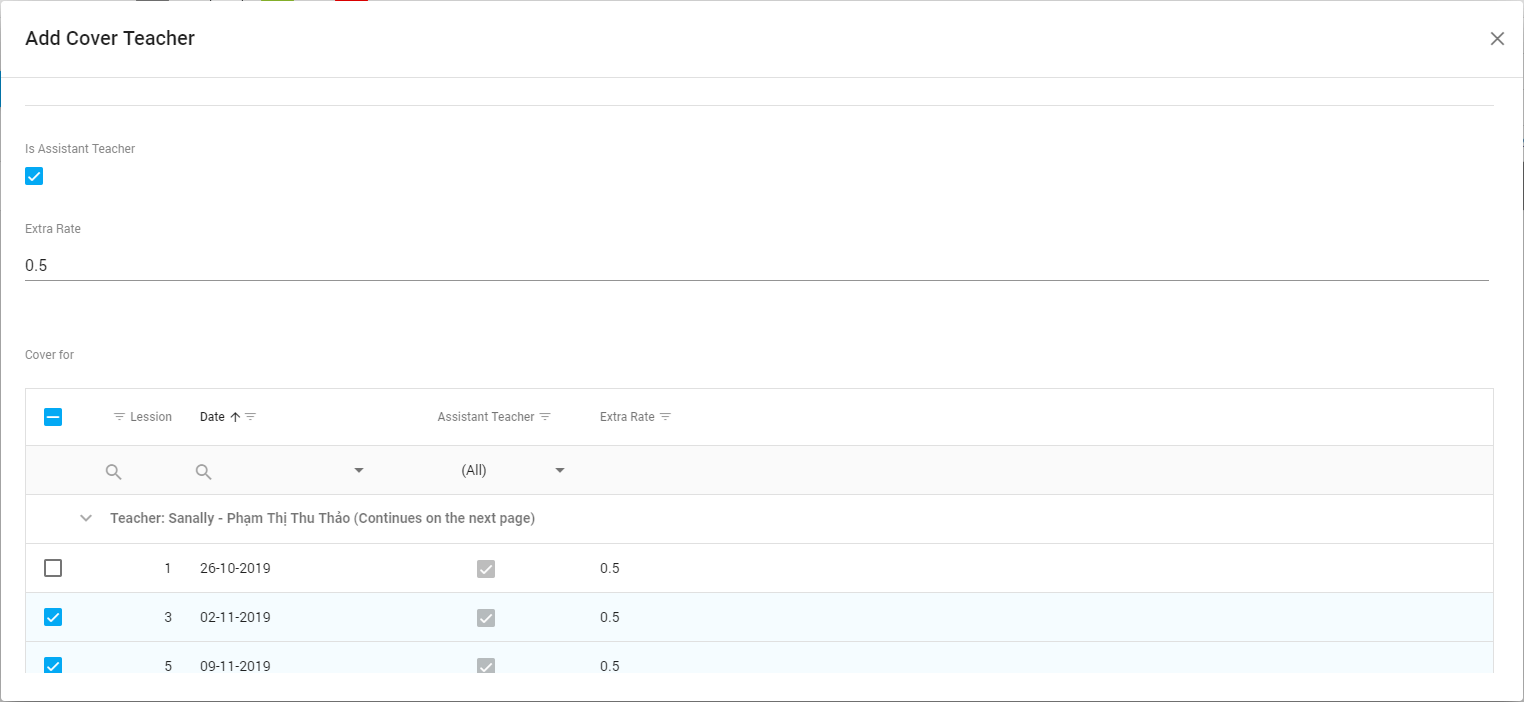 Add Cover Teacher
Is Assistant Teacher
Extra Rate
0.5
Cover for
Lession Date Assistant Teacher Extra Rate
(All)
Teacher: Sanally - Phạm Thị Thu Thảo (Continues on the next page)
1 26-10-2019 0.5
3 02-11-2019 0.5
5 09-11-2019 0.5